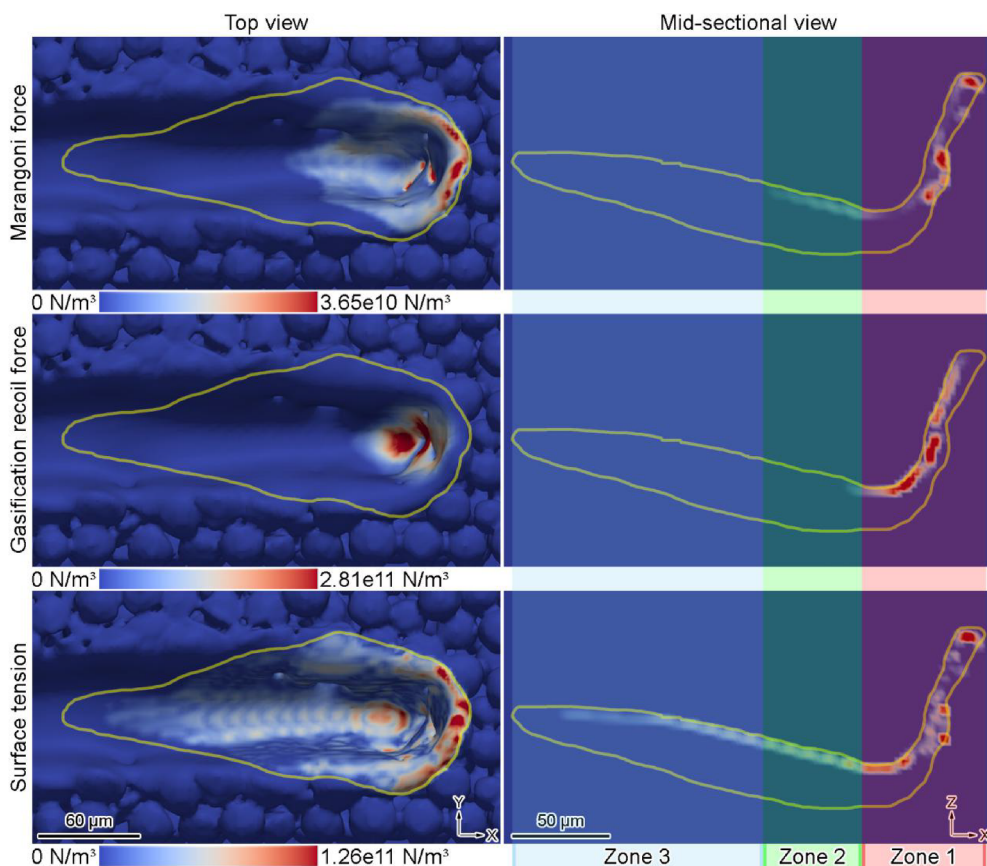 Top view
Mid-sectional view
Marangoni force
0 N/m³
3.65e10 N/m³
Gasification recoil force
0 N/m³
2.81e11 N/m³
Surface tension
60 µm
Y
X
50 µm
Z
X
0 N/m³
1.26e11 N/m³
Zone 3
Zone 2
Zone 1